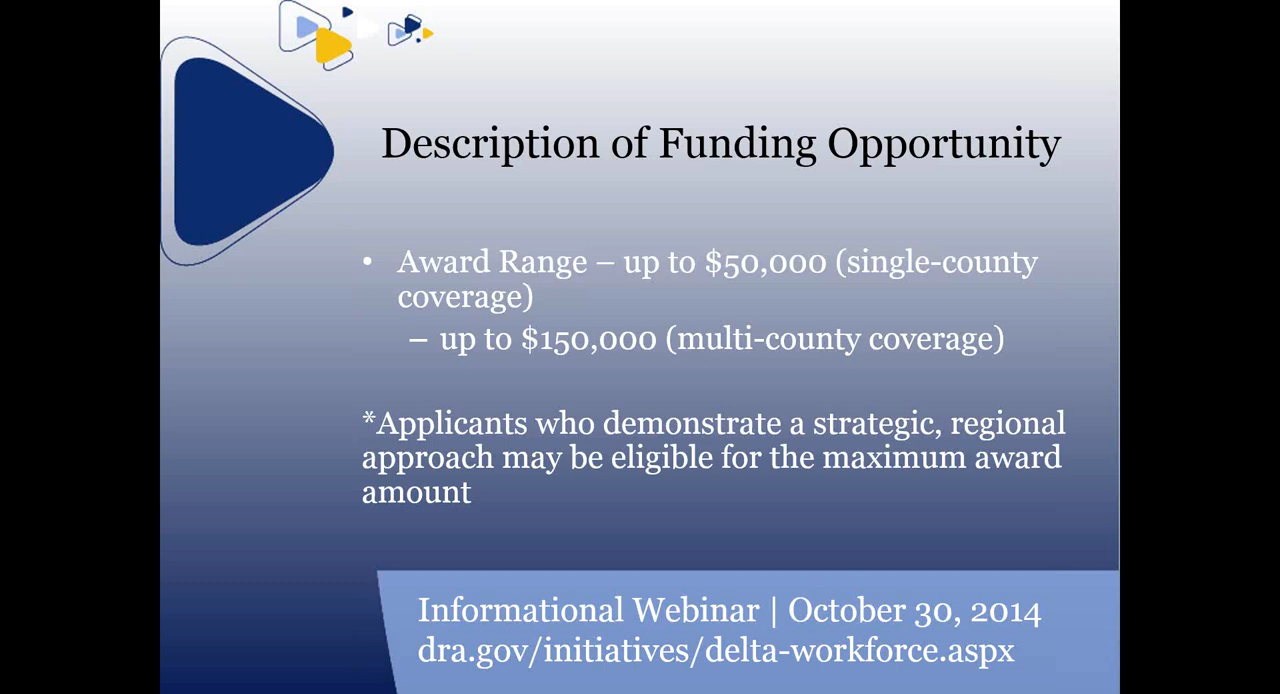 Description of Funding Opportunity
• Award Range – up to $50,000 (single-county
coverage)
– up to $150,000 (multi-county coverage)
*Applicants who demonstrate a strategic, regional
approach may be eligible for the maximum award
amount
Informational Webinar | October 30, 2014
dra.gov/initiatives/delta-workforce.aspx